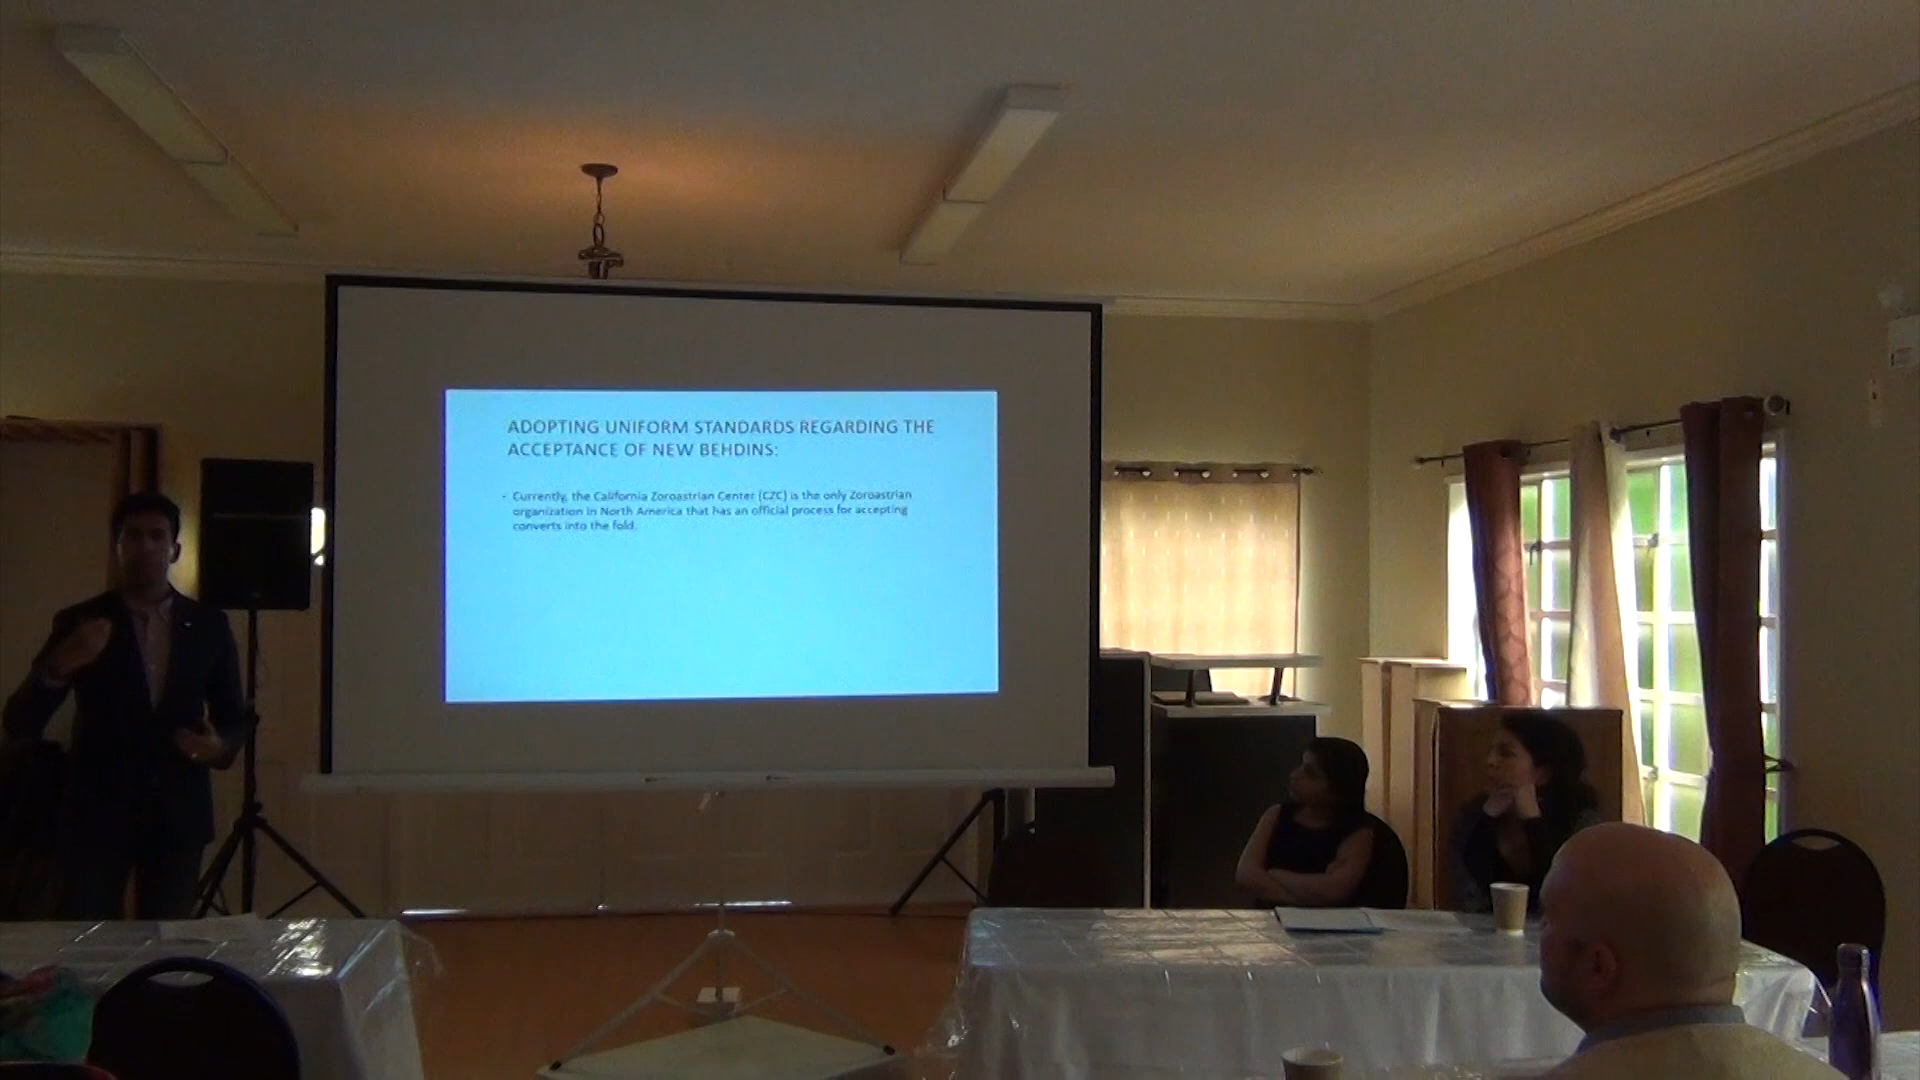 ADOPTING UNIFORM STANDARDS REGARDING THE
ACCEPTANCE OF NEW BEHDINS:
• Currently, the California Zoroastrian Center (CZC) is the only Zoroastrian
organization in North America that has an official process for accepting
converts into the fold.